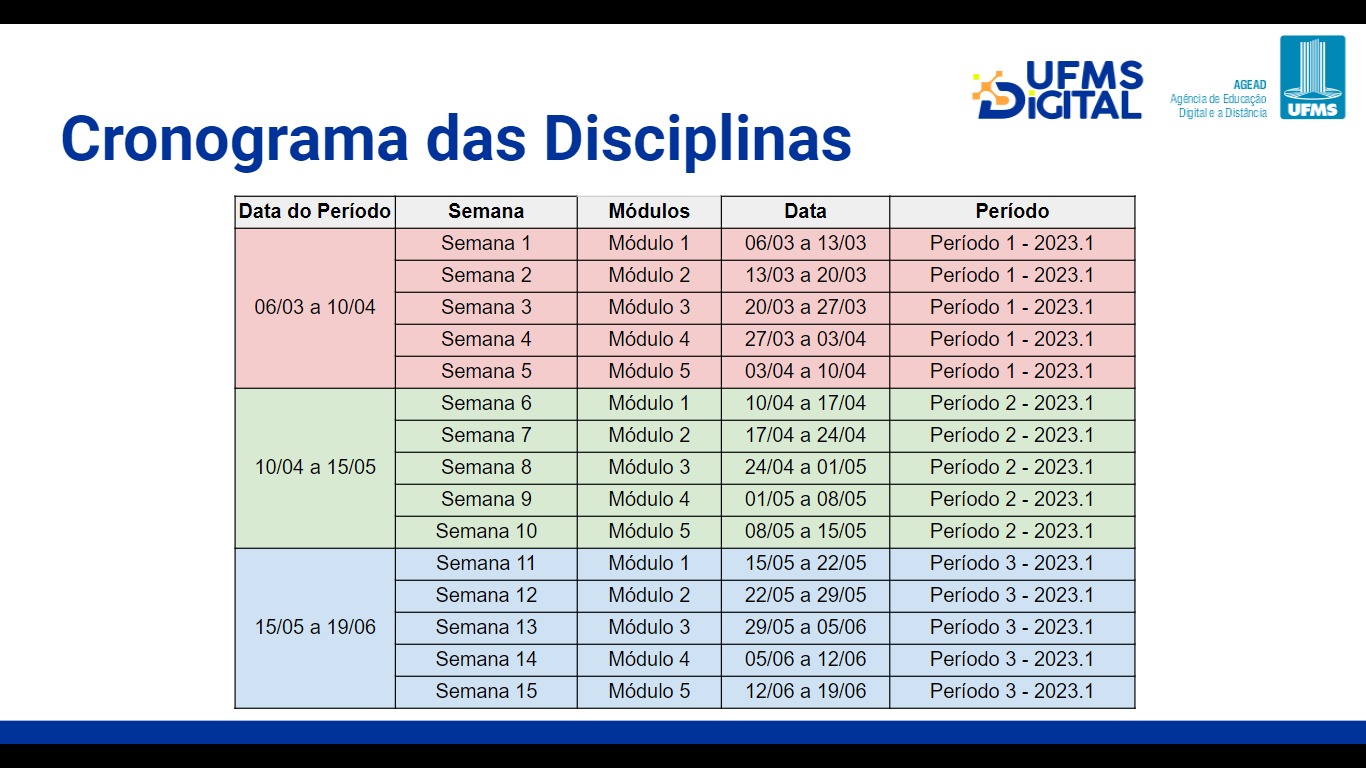 UFMS
DIGITAL
AGEAD
Agência de Educação
Digital e a Distância
UFMS
Cronograma das Disciplinas
Data do Período Semana Módulos Data Período
06/03 a 10/04
Semana 1 Módulo 1 06/03 a 13/03 Período 1 - 2023.1
Semana 2 Módulo 2 13/03 a 20/03 Período 1 - 2023.1
Semana 3 Módulo 3 20/03 a 27/03 Período 1 - 2023.1
Semana 4 Módulo 4 27/03 a 03/04 Período 1 - 2023.1
Semana 5 Módulo 5 03/04 a 10/04 Período 1 - 2023.1
10/04 a 15/05
Semana 6 Módulo 1 10/04 a 17/04 Período 2 - 2023.1
Semana 7 Módulo 2 17/04 a 24/04 Período 2 - 2023.1
Semana 8 Módulo 3 24/04 a 01/05 Período 2 - 2023.1
Semana 9 Módulo 4 01/05 a 08/05 Período 2 - 2023.1
Semana 10 Módulo 5 08/05 a 15/05 Período 2 - 2023.1
15/05 a 19/06
Semana 11 Módulo 1 15/05 a 22/05 Período 3 - 2023.1
Semana 12 Módulo 2 22/05 a 29/05 Período 3 - 2023.1
Semana 13 Módulo 3 29/05 a 05/06 Período 3 - 2023.1
Semana 14 Módulo 4 05/06 a 12/06 Período 3 - 2023.1
Semana 15 Módulo 5 12/06 a 19/06 Período 3 - 2023.1